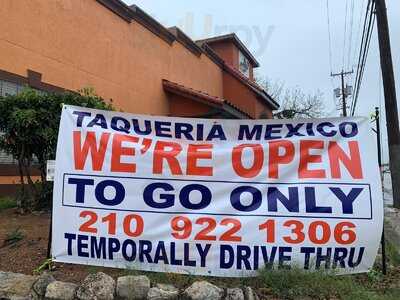 TAQUERIA MEXICO
WE'RE OPEN
TO GO ONLY
210 922 1306
TEMPORALLY DRIVE THRU